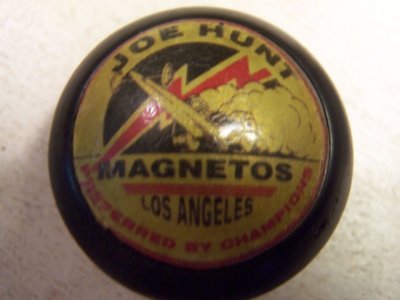 JOE HUNT
MAGNETOS
LOS ANGELES
PREFERRED BY CHAMPIONS